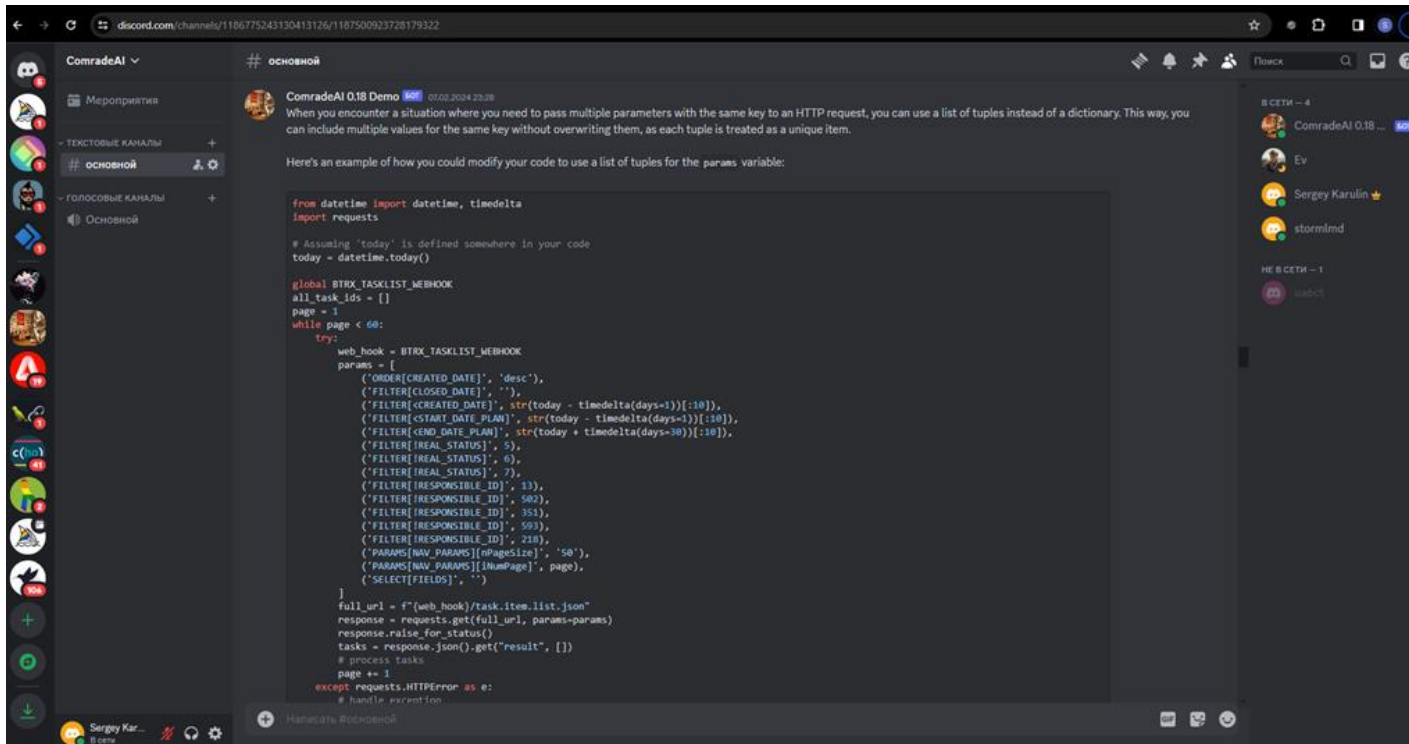 discord.com/channels/1186775243130413126/1187500923728179322
ComradeAI
Мероприятия
ТЕКСТОВЫЕ КАНАЛЫ
# основной
ГОЛОСОВЫЕ КАНАЛЫ
Основной
Sergey Kar...
В сети
# основной
Поиск
ComradeAI 0.18 Demo БОТ 07.02.2024 23:28
When you encounter a situation where you need to pass multiple parameters with the same key to an HTTP request, you can use a list of tuples instead of a dictionary. This way, you
can include multiple values for the same key without overwriting them, as each tuple is treated as a unique item.
Here's an example of how you could modify your code to use a list of tuples for the params variable:
from datetime import datetime, timedelta
import requests
# Assuming 'today' is defined somewhere in your code
today = datetime.today()
global BTRX_TASKLIST_WEBHOOK
all_task_ids = []
page = 1
while page < 60:
try:
web_hook = BTRX_TASKLIST_WEBHOOK
params = [
('ORDER[CREATED_DATE]', 'desc'),
('FILTER[CLOSED_DATE]', ''),
('FILTER[<CREATED_DATE]', str(today - timedelta(days=1))[:10]),
('FILTER[<START_DATE_PLAN]', str(today - timedelta(days=1))[:10]),
('FILTER[<END_DATE_PLAN]', str(today + timedelta(days=30))[:10]),
('FILTER[!REAL_STATUS]', 5),
('FILTER[!REAL_STATUS]', 6),
('FILTER[!REAL_STATUS]', 7),
('FILTER[!RESPONSIBLE_ID]', 13),
('FILTER[!RESPONSIBLE_ID]', 502),
('FILTER[!RESPONSIBLE_ID]', 351),
('FILTER[!RESPONSIBLE_ID]', 593),
('FILTER[!RESPONSIBLE_ID]', 218),
('PARAMS[NAV_PARAMS][nPageSize]', '50'),
('PARAMS[NAV_PARAMS][iNumPage]', page),
('SELECT[FIELDS]', '')
]
full_url = f"{web_hook}/task.item.list.json"
response = requests.get(full_url, params=params)
response.raise_for_status()
tasks = response.json().get("result", [])
# process tasks
page += 1
except requests.HTTPError as e:
# handle exception
Написать #основной
GIF
В СЕТИ — 4
ComradeAI 0.18 ... БОТ
Ev
Sergey Karulin
stormlmd
НЕ В СЕТИ — 1